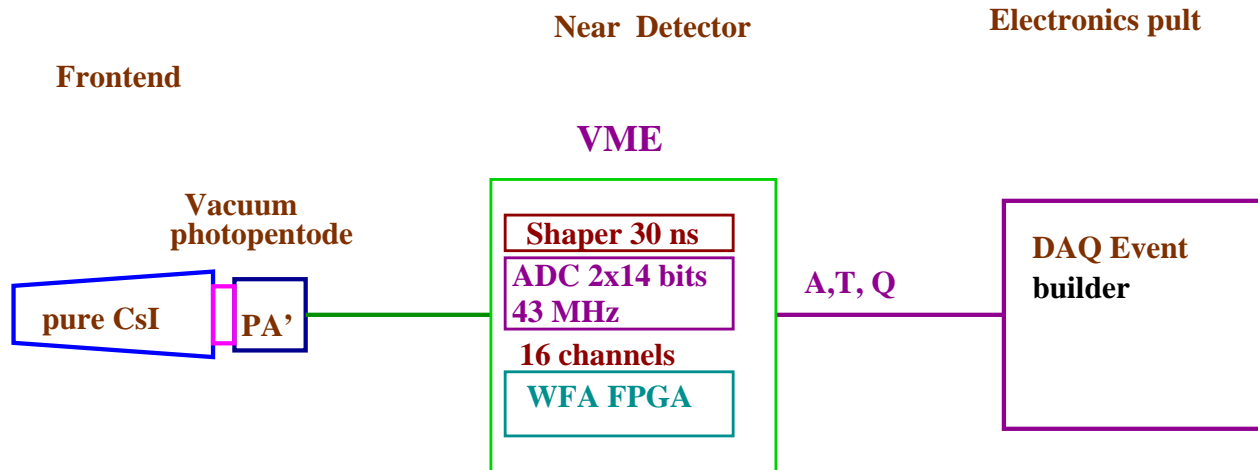 Near Detector
Electronics pult
Frontend
VME
Vacuum
photopentode
Shaper 30 ns
ADC 2x14 bits
43 MHz
16 channels
WFA FPGA
pure CsI
PA’
A,T, Q
DAQ Event
builder